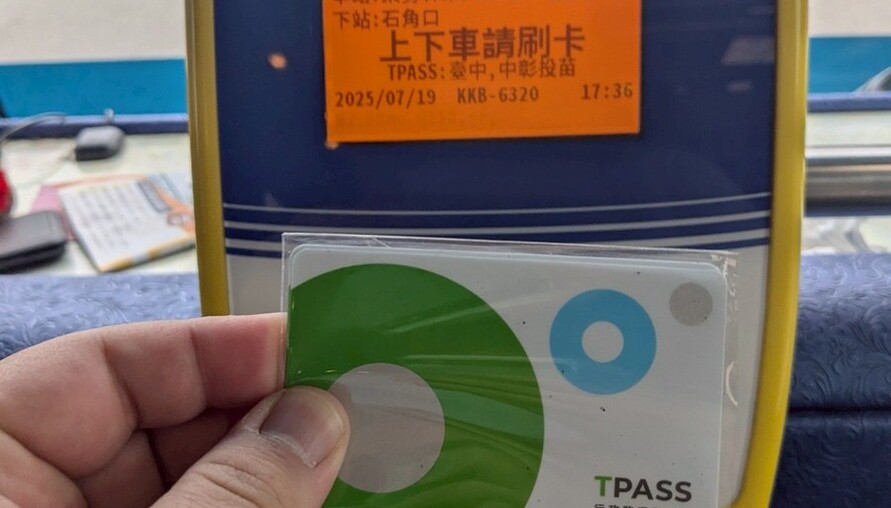 下站:石角口
上下車請刷卡
TPASS:臺中,中彰投苗
2025/07/19 KKB-6320 17:36
TPASS